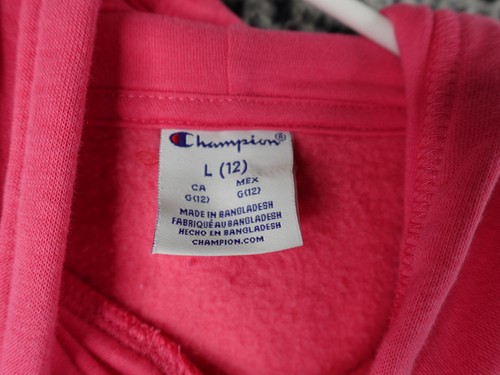 Champion®
L (12)
CA MEX
G(12) G(12)
MADE IN BANGLADESH
FABRIQUÉ AU BANGLADESH
HECHO EN BANGLADESH
CHAMPION.COM